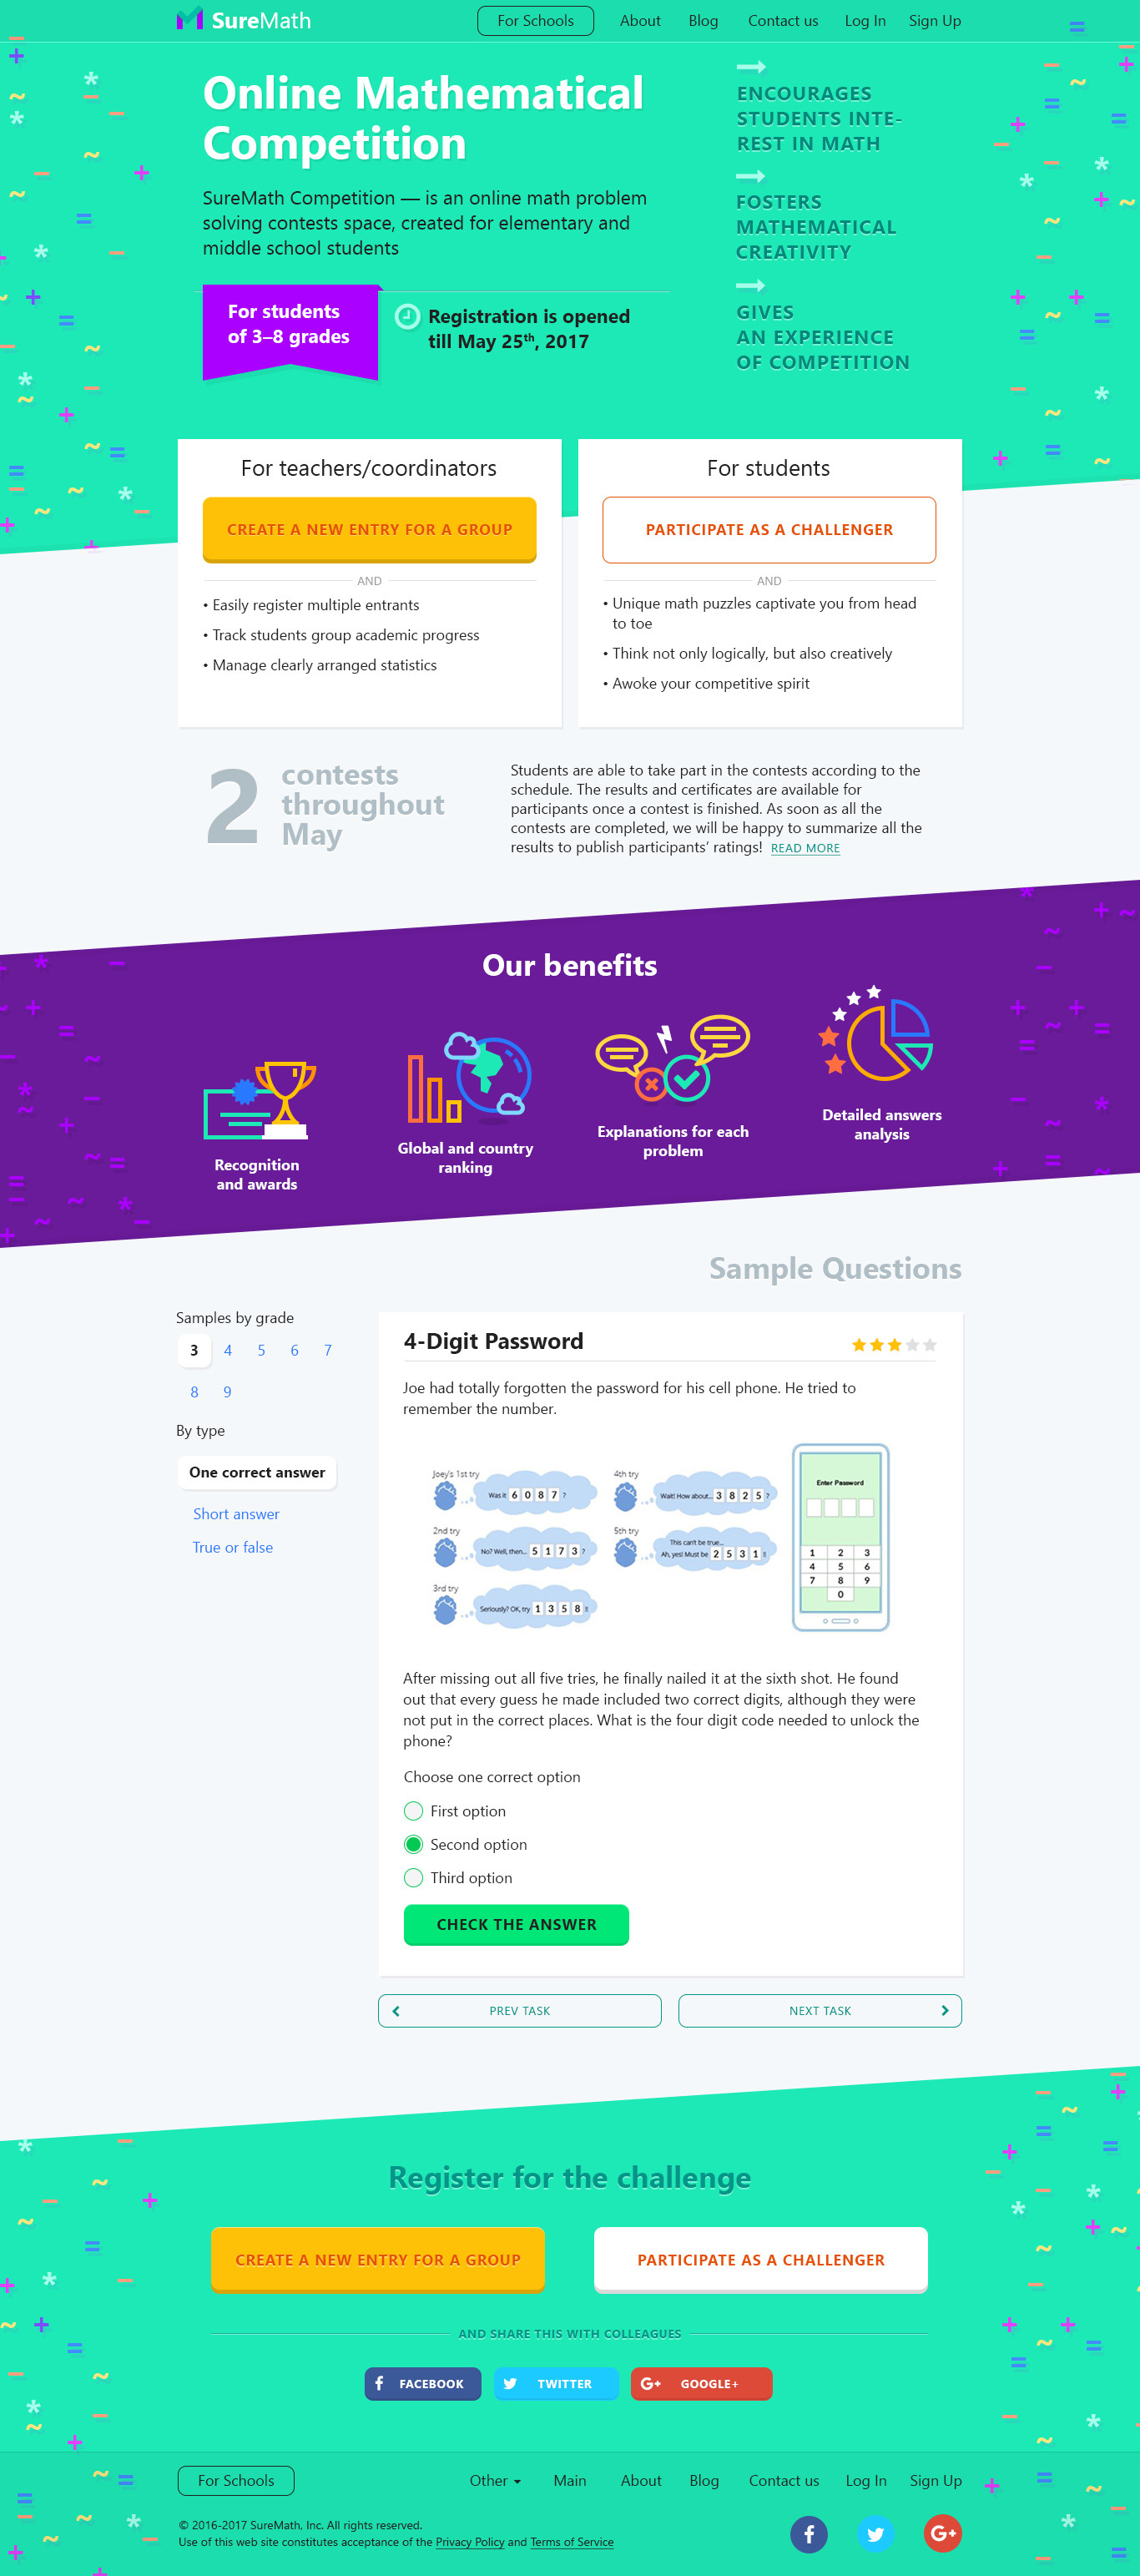 SureMath
For Schools
About
Blog
Contact us
Log In
Sign Up
Online Mathematical
Competition
SureMath Competition — is an online math problem
solving contests space, created for elementary and
middle school students
For students
of 3–8 grades
Registration is opened
till May 25th, 2017
ENCOURAGES
STUDENTS INTE-
REST IN MATH
FOSTERS
MATHEMATICAL
CREATIVITY
GIVES
AN EXPERIENCE
OF COMPETITION
For teachers/coordinators
CREATE A NEW ENTRY FOR A GROUP
AND
• Easily register multiple entrants
• Track students group academic progress
• Manage clearly arranged statistics
For students
PARTICIPATE AS A CHALLENGER
AND
• Unique math puzzles captivate you from head
to toe
• Think not only logically, but also creatively
• Awoke your competitive spirit
2
contests
throughout
May
Students are able to take part in the contests according to the
schedule. The results and certificates are available for
participants once a contest is finished. As soon as all the
contests are completed, we will be happy to summarize all the
results to publish participants’ ratings! READ MORE
Our benefits
Recognition
and awards
Global and country
ranking
Explanations for each
problem
Detailed answers
analysis
Sample Questions
Samples by grade
3 4 5 6 7
8 9
By type
One correct answer
Short answer
True or false
4-Digit Password
Joe had totally forgotten the password for his cell phone. He tried to
remember the number.
Joey's 1st try
Was it 6 0 8 7 ?
2nd try
No? Well, then... 5 1 7 3 ?
3rd try
Seriously? OK, try 1 3 5 8 !!
4th try
Wait! How about... 3 8 2 5 ?
5th try
This can't be true...
Ah, yes! Must be 2 5 3 1 !!
Enter Password
1 2 3
4 5 6
7 8 9
0
After missing out all five tries, he finally nailed it at the sixth shot. He found
out that every guess he made included two correct digits, although they were
not put in the correct places. What is the four digit code needed to unlock the
phone?
Choose one correct option
First option
Second option
Third option
CHECK THE ANSWER
PREV TASK
NEXT TASK
Register for the challenge
CREATE A NEW ENTRY FOR A GROUP
PARTICIPATE AS A CHALLENGER
AND SHARE THIS WITH COLLEAGUES
FACEBOOK
TWITTER
G+ GOOGLE+
For Schools
Other
Main
About
Blog
Contact us
Log In
Sign Up
© 2016-2017 SureMath, Inc. All rights reserved.
Use of this web site constitutes acceptance of the Privacy Policy and Terms of Service
G+